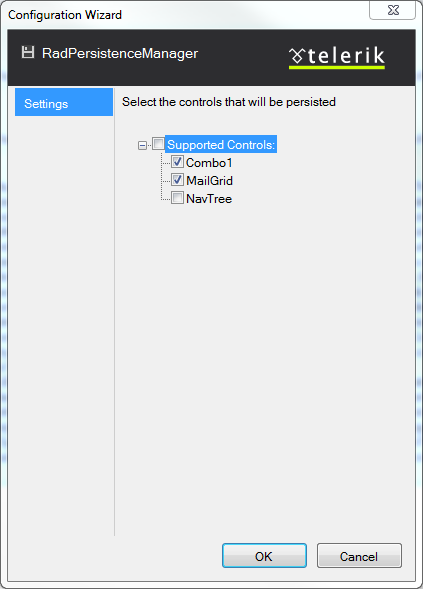 Configuration Wizard
RadPersistenceManager
telerik
Settings
Select the controls that will be persisted
Supported Controls:
Combo1
MailGrid
NavTree
OK
Cancel